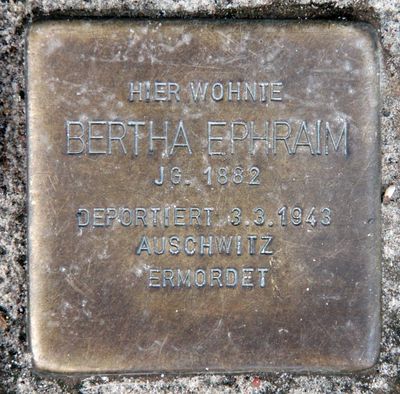 HIER WOHNTE
BERTHA EPHRAIM
JG. 1882
DEPORTIERT 3.3.1943
AUSCHWITZ
ERMORDET